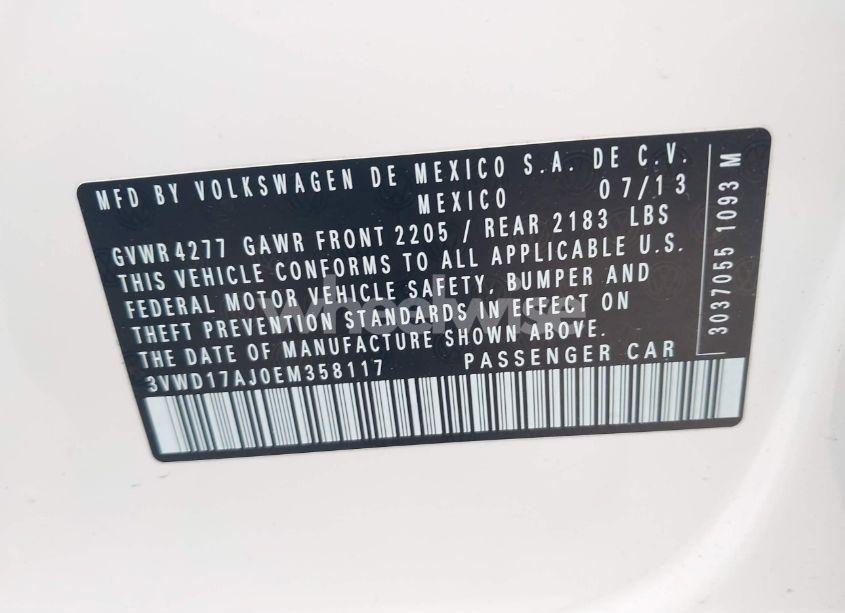 MFD BY VOLKSWAGEN DE MEXICO S.A. DE C.V.
MEXICO 07/13
GVWR4277 GAWR FRONT 2205 / REAR 2183 LBS
THIS VEHICLE CONFORMS TO ALL APPLICABLE U.S.
FEDERAL MOTOR VEHICLE SAFETY, BUMPER AND
THEFT PREVENTION STANDARDS IN EFFECT ON
THE DATE OF MANUFACTURE SHOWN ABOVE.
3VWD17AJ0EM358117 PASSENGER CAR
3037055 1093 M
wheelwise